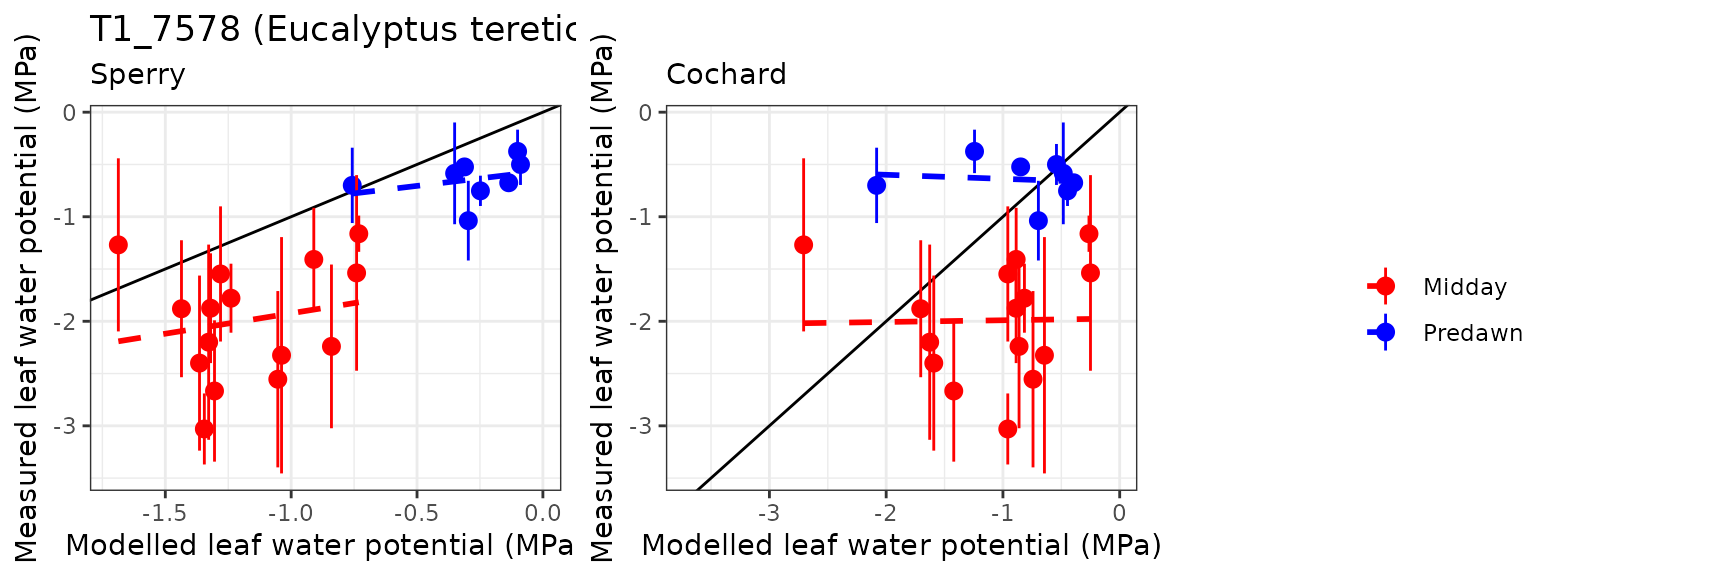 T1_7578 (Eucalyptus teretic
Sperry
Measured leaf water potential (MPa)
0
-1
-2
-3
-1.5
-1.0
-0.5
0.0
Modelled leaf water potential (MPa
Cochard
Measured leaf water potential (MPa)
0
-1
-2
-3
-3
-2
-1
0
Modelled leaf water potential (MPa)
Midday
Predawn